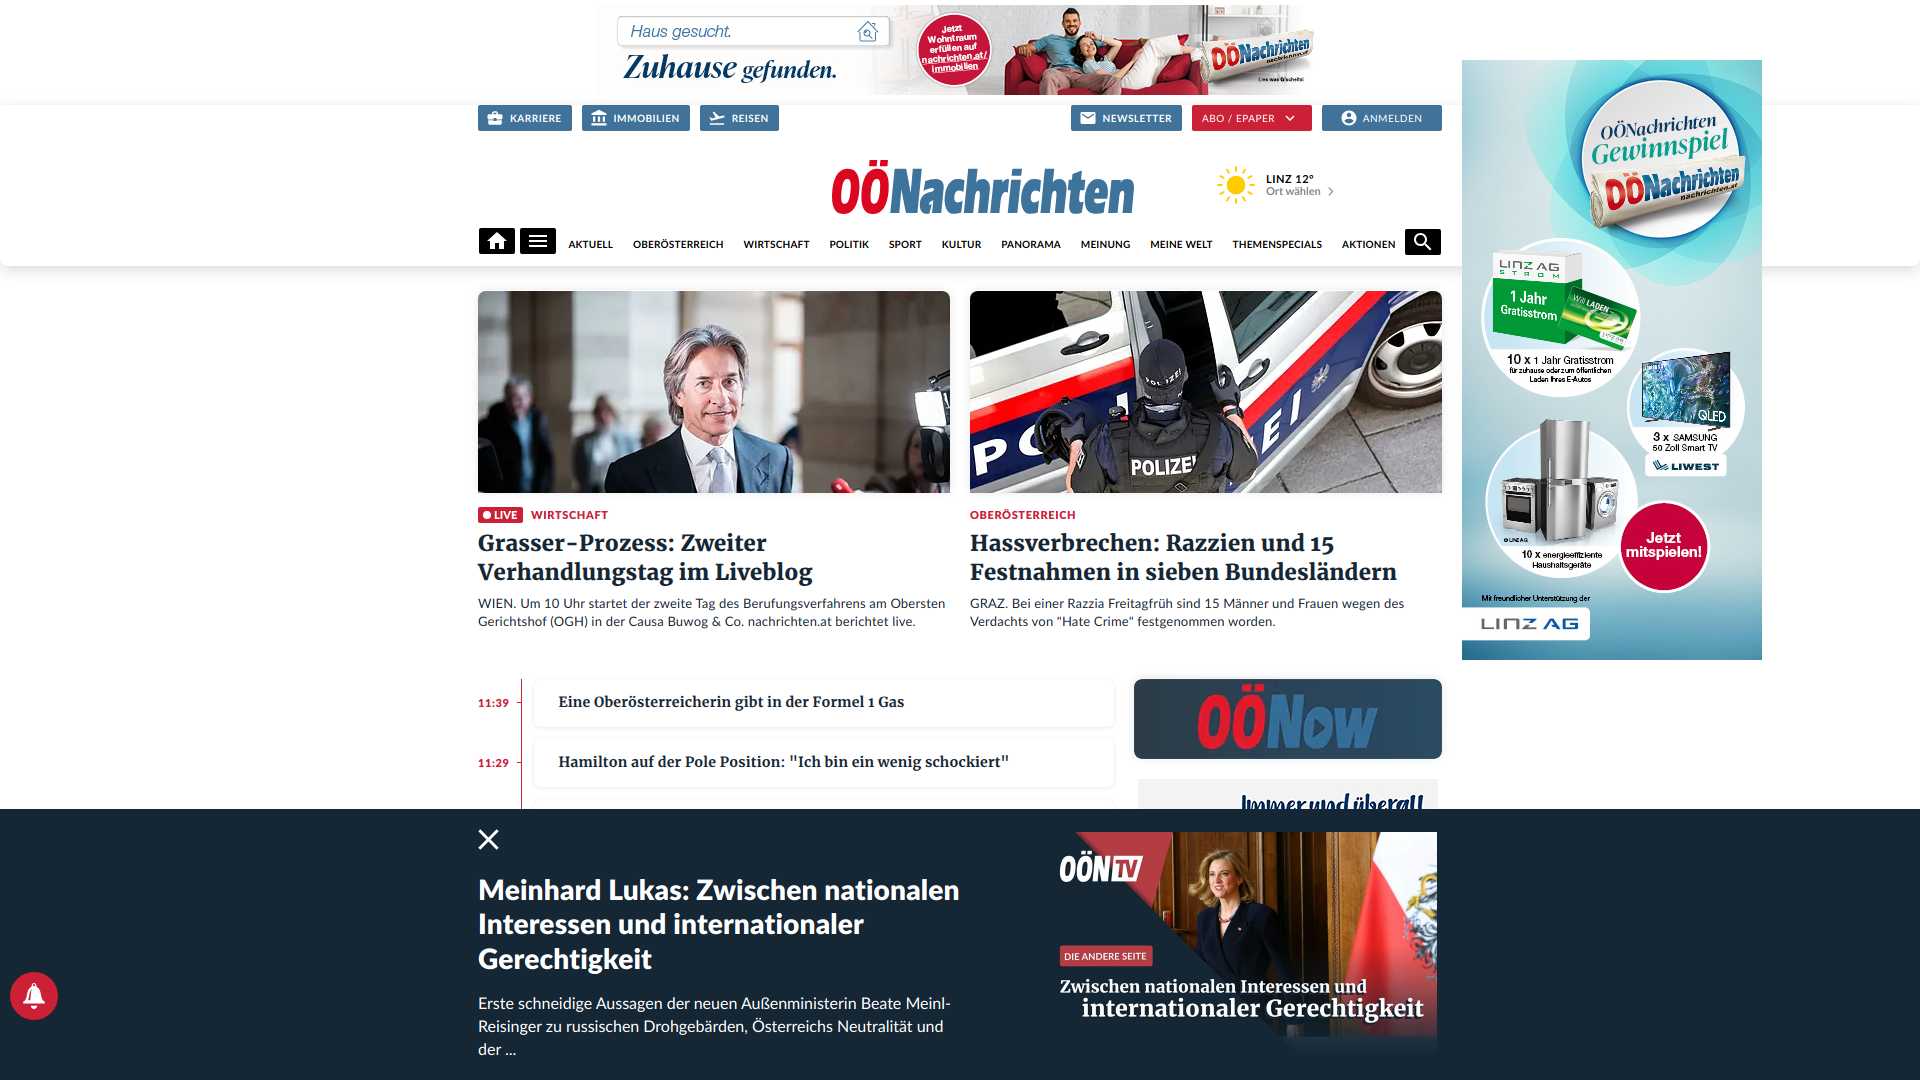 Haus gesucht.
Zuhause gefunden.
Jetzt
Wohntraum
erfüllen auf
nachrichten.at/
immobilien
OÖNachrichten
Lies was G'scheits!
KARRIERE
IMMOBILIEN
REISEN
NEWSLETTER
ABO / EPAPER
ANMELDEN
OÖNachrichten
LINZ 12°
Ort wählen
AKTUELL
OBERÖSTERREICH
WIRTSCHAFT
POLITIK
SPORT
KULTUR
PANORAMA
MEINUNG
MEINE WELT
THEMENSPECIALS
AKTIONEN
POLIZEI
POLIZEI
LIVE WIRTSCHAFT
Grasser-Prozess: Zweiter
Verhandlungstag im Liveblog
WIEN. Um 10 Uhr startet der zweite Tag des Berufungsverfahrens am Obersten
Gerichtshof (OGH) in der Causa Buwog & Co. nachrichten.at berichtet live.
OBERÖSTERREICH
Hassverbrechen: Razzien und 15
Festnahmen in sieben Bundesländern
GRAZ. Bei einer Razzia Freitagfrüh sind 15 Männer und Frauen wegen des
Verdachts von "Hate Crime" festgenommen worden.
OÖNachrichten
Gewinnspiel
OÖNachrichten
nachrichten.at
LINZ AG
STROM
1 Jahr
Gratisstrom
Will LADEN
10 x 1 Jahr Gratisstrom
für zuhause oder zum öffentlichen
Laden Ihres E-Autos
SAMSUNG
QLED
3 x SAMSUNG
50 Zoll Smart TV
LIWEST
© LINZ AG
10 x energieeffiziente
Haushaltsgeräte
Jetzt
mitspielen!
Mit freundlicher Unterstützung der
LINZ AG
11:39
Eine Oberösterreicherin gibt in der Formel 1 Gas
11:29
Hamilton auf der Pole Position: "Ich bin ein wenig schockiert"
OÖNow
Immer und überall
Meinhard Lukas: Zwischen nationalen
Interessen und internationaler
Gerechtigkeit
Erste schneidige Aussagen der neuen Außenministerin Beate Meinl-
Reisinger zu russischen Drohgebärden, Österreichs Neutralität und
der ...
OÖN TV
DIE ANDERE SEITE
Zwischen nationalen Interessen und
internationaler Gerechtigkeit